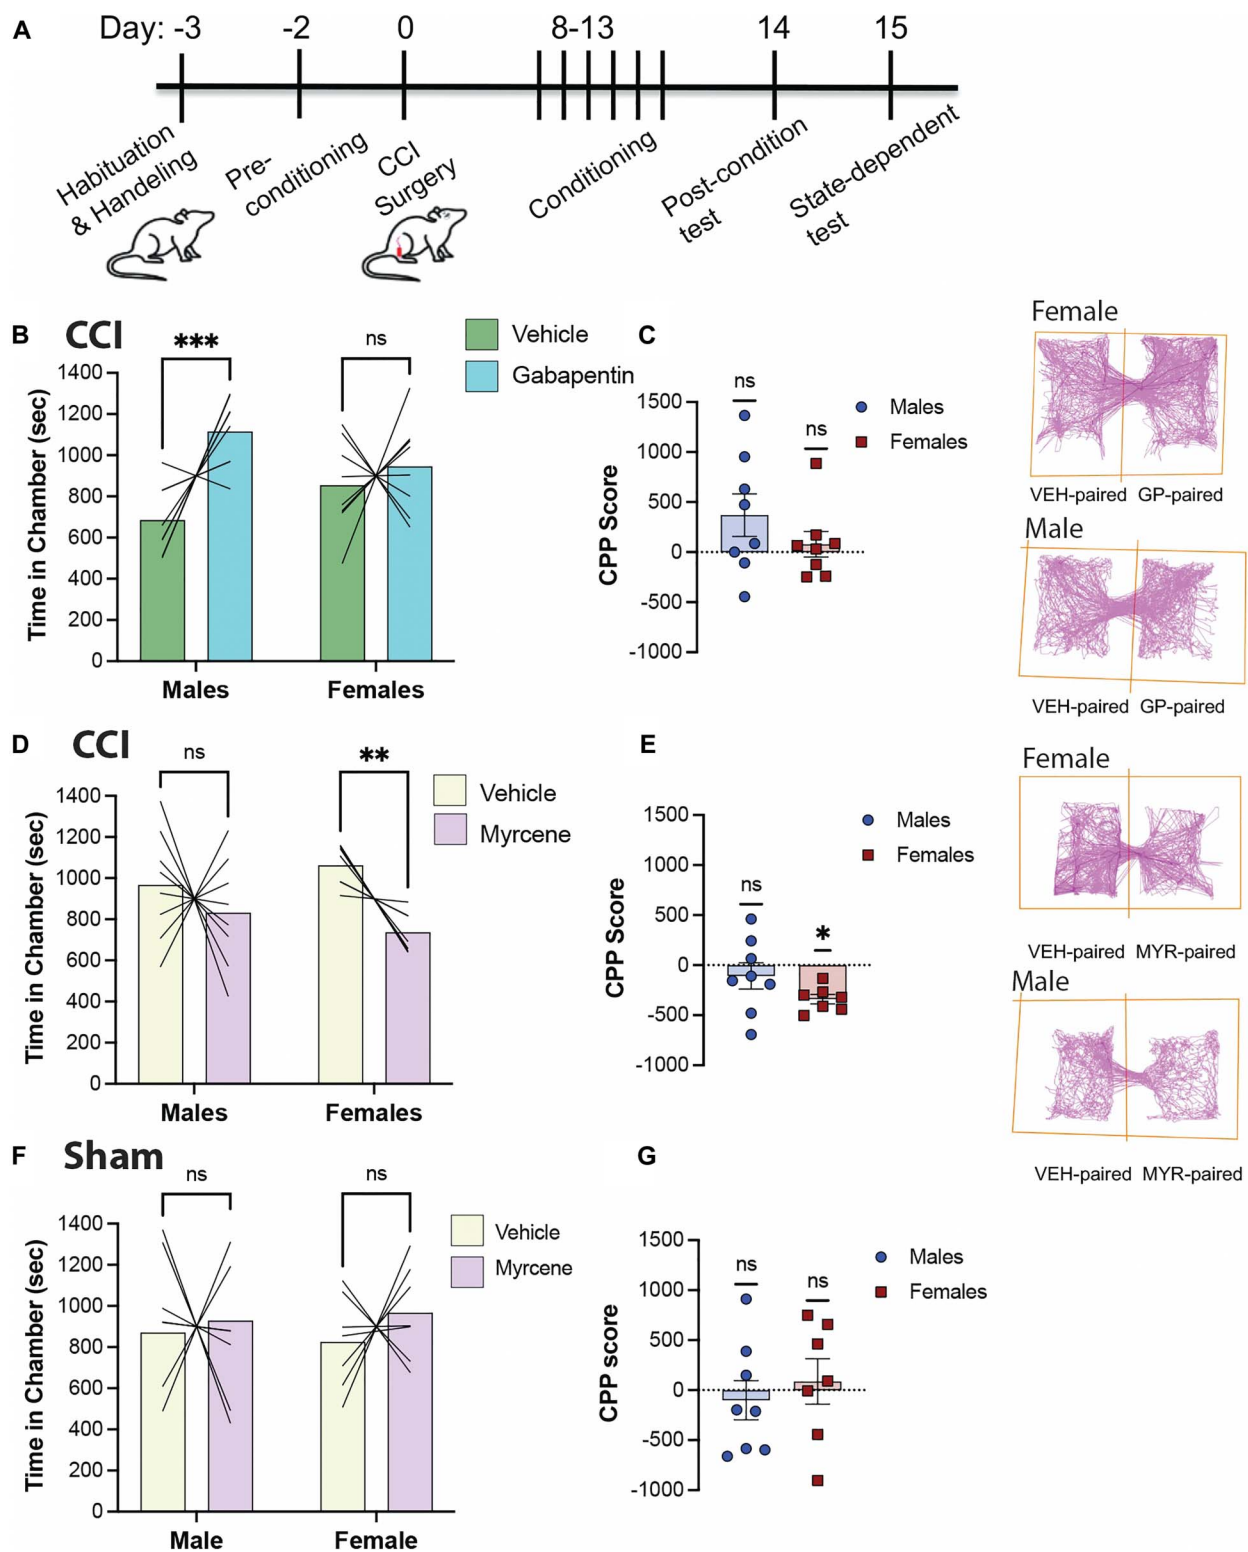 A
Day: -3 -2 0 8-13 14 15
Habituation
& Handeling
Pre-
conditioning
CCI
Surgery
Conditioning
Post-condition
test
State-dependent
test
B CCI
*** ns
Vehicle
Gabapentin
Time in Chamber (sec)
1400
1200
1000
800
600
400
200
0
Males Females
C
ns
ns
Males
Females
CPP Score
1500
1000
500
0
-500
-1000
Female
VEH-paired GP-paired
Male
VEH-paired GP-paired
D CCI
ns **
Vehicle
Myrcene
Time in Chamber (sec)
1400
1200
1000
800
600
400
200
0
Males Females
E
ns
*
Males
Females
CPP Score
1500
1000
500
0
-500
-1000
Female
VEH-paired MYR-paired
Male
VEH-paired MYR-paired
F Sham
ns ns
Vehicle
Myrcene
Time in Chamber (sec)
1400
1200
1000
800
600
400
200
0
Male Female
G
ns
ns
Males
Females
CPP score
1500
1000
500
0
-500
-1000